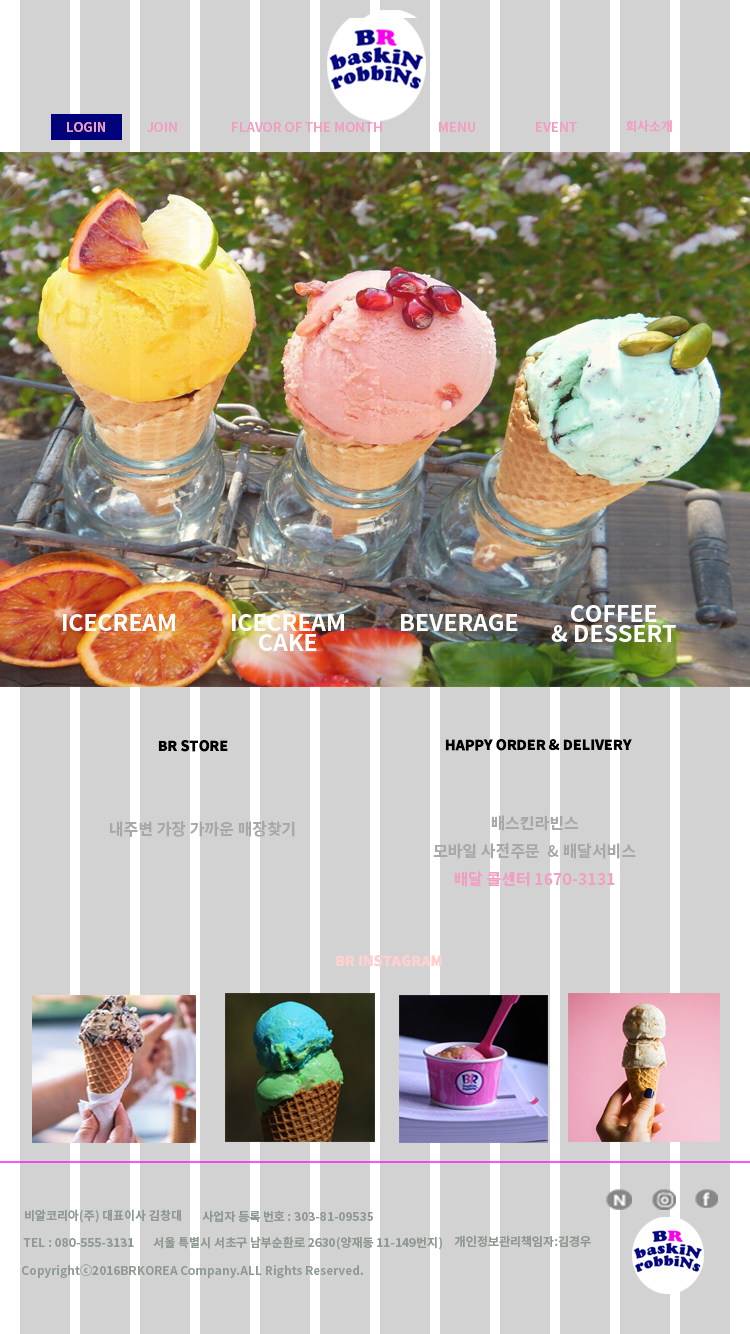 BR
baskiN
robbiNs
LOGIN JOIN FLAVOR OF THE MONTH MENU EVENT 회사소개
ICECREAM
ICECREAM
CAKE
BEVERAGE
COFFEE
& DESSERT
BR STORE
내주변 가장 가까운 매장찾기
HAPPY ORDER & DELIVERY
배스킨라빈스
모바일 사전주문 & 배달서비스
배달 콜센터 1670-3131
BR INSTAGRAM
BR
비알코리아(주) 대표이사 김창대 사업자 등록 번호 : 303-81-09535
TEL : 080-555-3131 서울 특별시 서초구 남부순환로 2630(양재동 11-149번지) 개인정보관리책임자:김경우
Copyrightⓒ2016BRKOREA Company.ALL Rights Reserved.
N
f
BR
baskiN
robbiNs